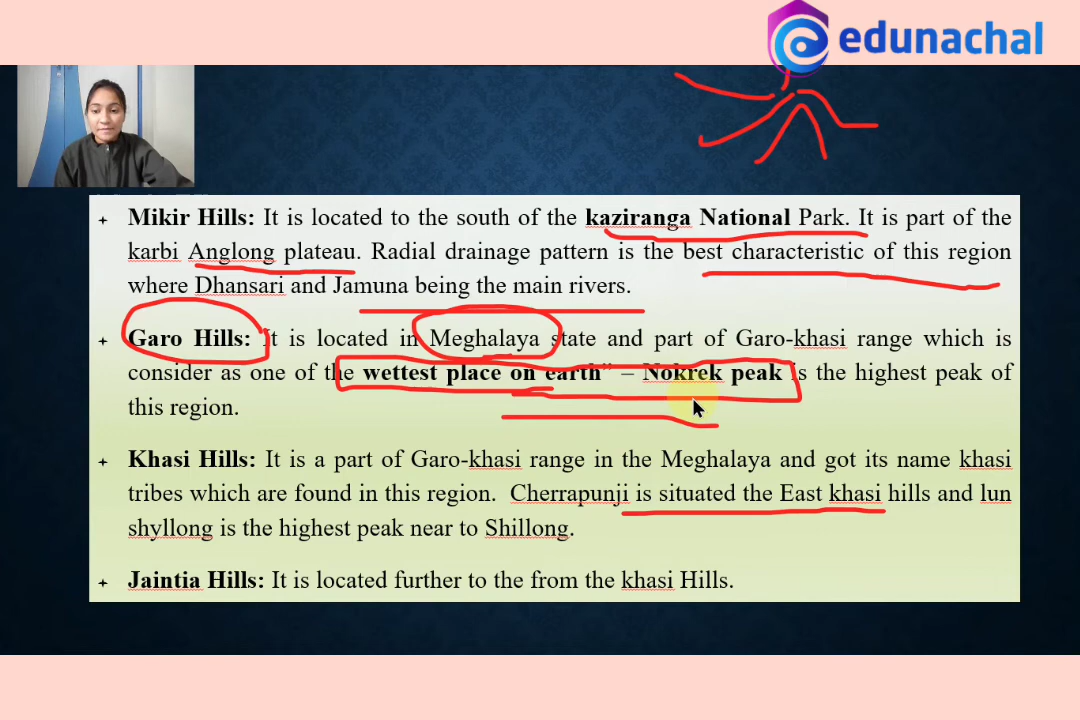 edunachal
Mikir Hills: It is located to the south of the kaziranga National Park. It is part of the
karbi Anglong plateau. Radial drainage pattern is the best characteristic of this region
where Dhansari and Jamuna being the main rivers.
Garo Hills: It is located in Meghalaya state and part of Garo-khasi range which is
consider as one of the wettest place on earth" – Nokrek peak is the highest peak of
this region.
Khasi Hills: It is a part of Garo-khasi range in the Meghalaya and got its name khasi
tribes which are found in this region. Cherrapunji is situated the East khasi hills and lun
shyllong is the highest peak near to Shillong.
Jaintia Hills: It is located further to the from the khasi Hills.